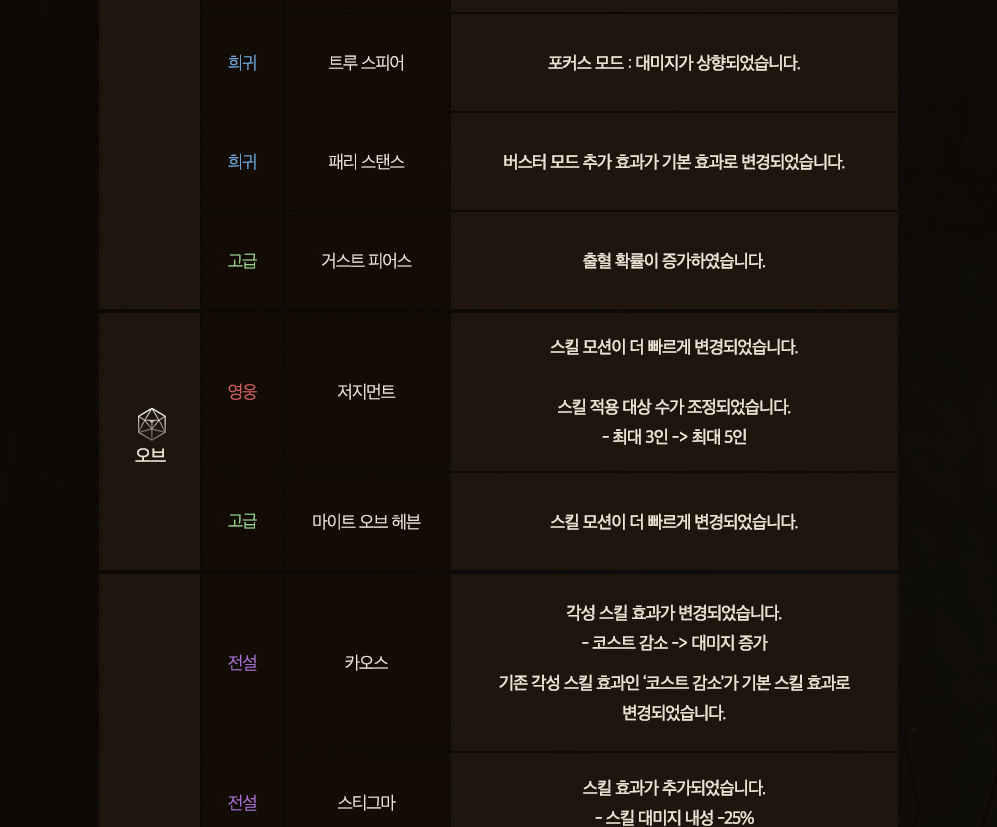 희귀
트루 스피어
포커스 모드 : 대미지가 상향되었습니다.
희귀
패리 스탠스
버스터 모드 추가 효과가 기본 효과로 변경되었습니다.
고급
거스트 피어스
출혈 확률이 증가하였습니다.
오브
영웅
저지먼트
스킬 모션이 더 빠르게 변경되었습니다.
스킬 적용 대상 수가 조정되었습니다.
- 최대 3인 -> 최대 5인
고급
마이트 오브 헤븐
스킬 모션이 더 빠르게 변경되었습니다.
전설
카오스
각성 스킬 효과가 변경되었습니다.
- 코스트 감소 -> 대미지 증가
기존 각성 스킬 효과인 ‘코스트 감소’가 기본 스킬 효과로
변경되었습니다.
전설
스티그마
스킬 효과가 추가되었습니다.
- 스킬 대미지 내성 -25%